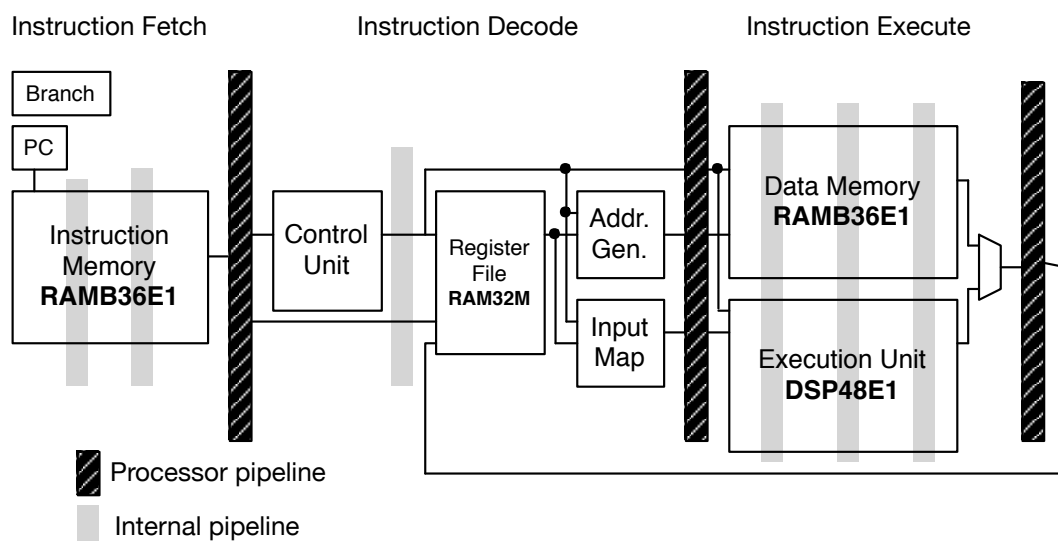 Instruction Fetch
Instruction Decode
Instruction Execute
Branch
PC
Instruction
Memory
RAMB36E1
Control
Unit
Register
File
RAM32M
Addr.
Gen.
Input
Map
Data Memory
RAMB36E1
Execution Unit
DSP48E1
Processor pipeline
Internal pipeline